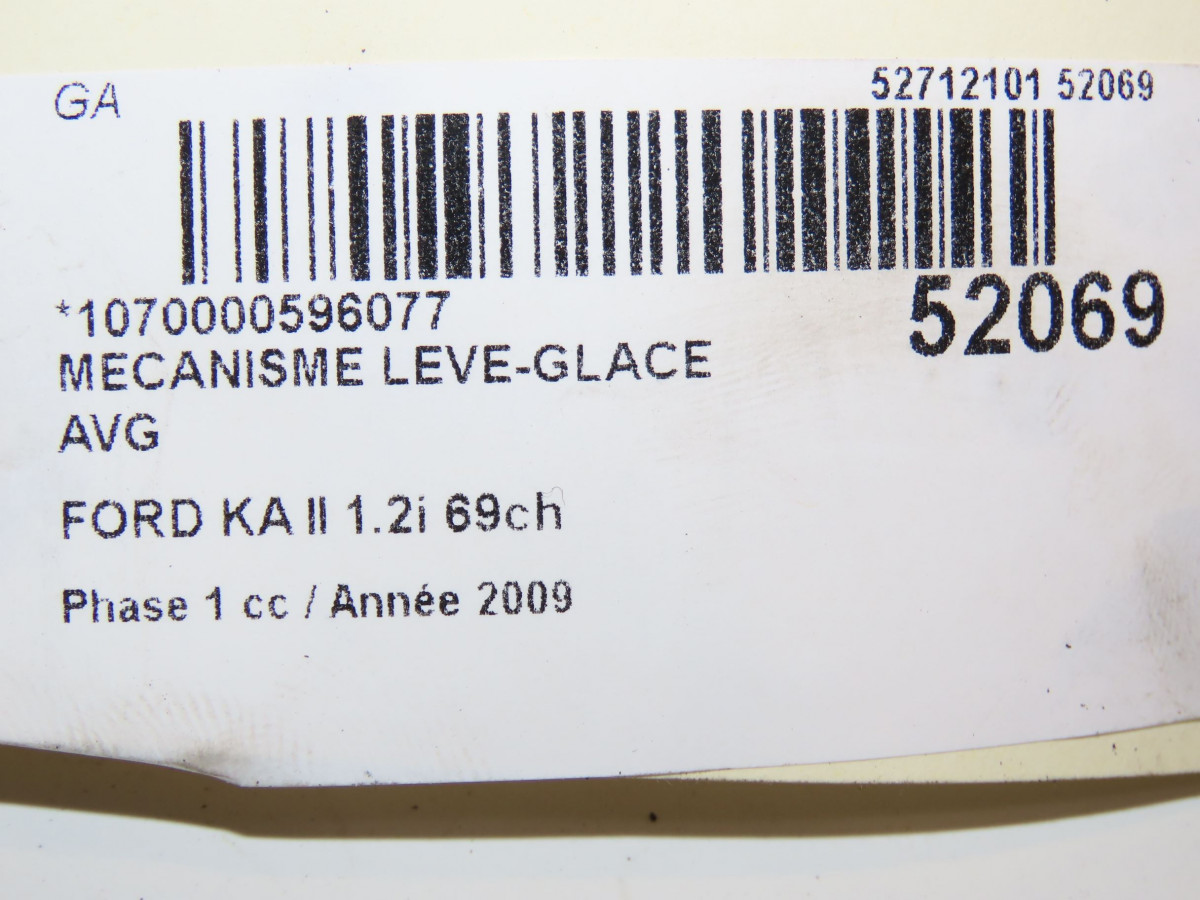 GA
52712101 52069
*1070000596077
52069
MECANISME LEVE-GLACE
AVG
FORD KA II 1.2i 69ch
Phase 1 cc / Année 2009